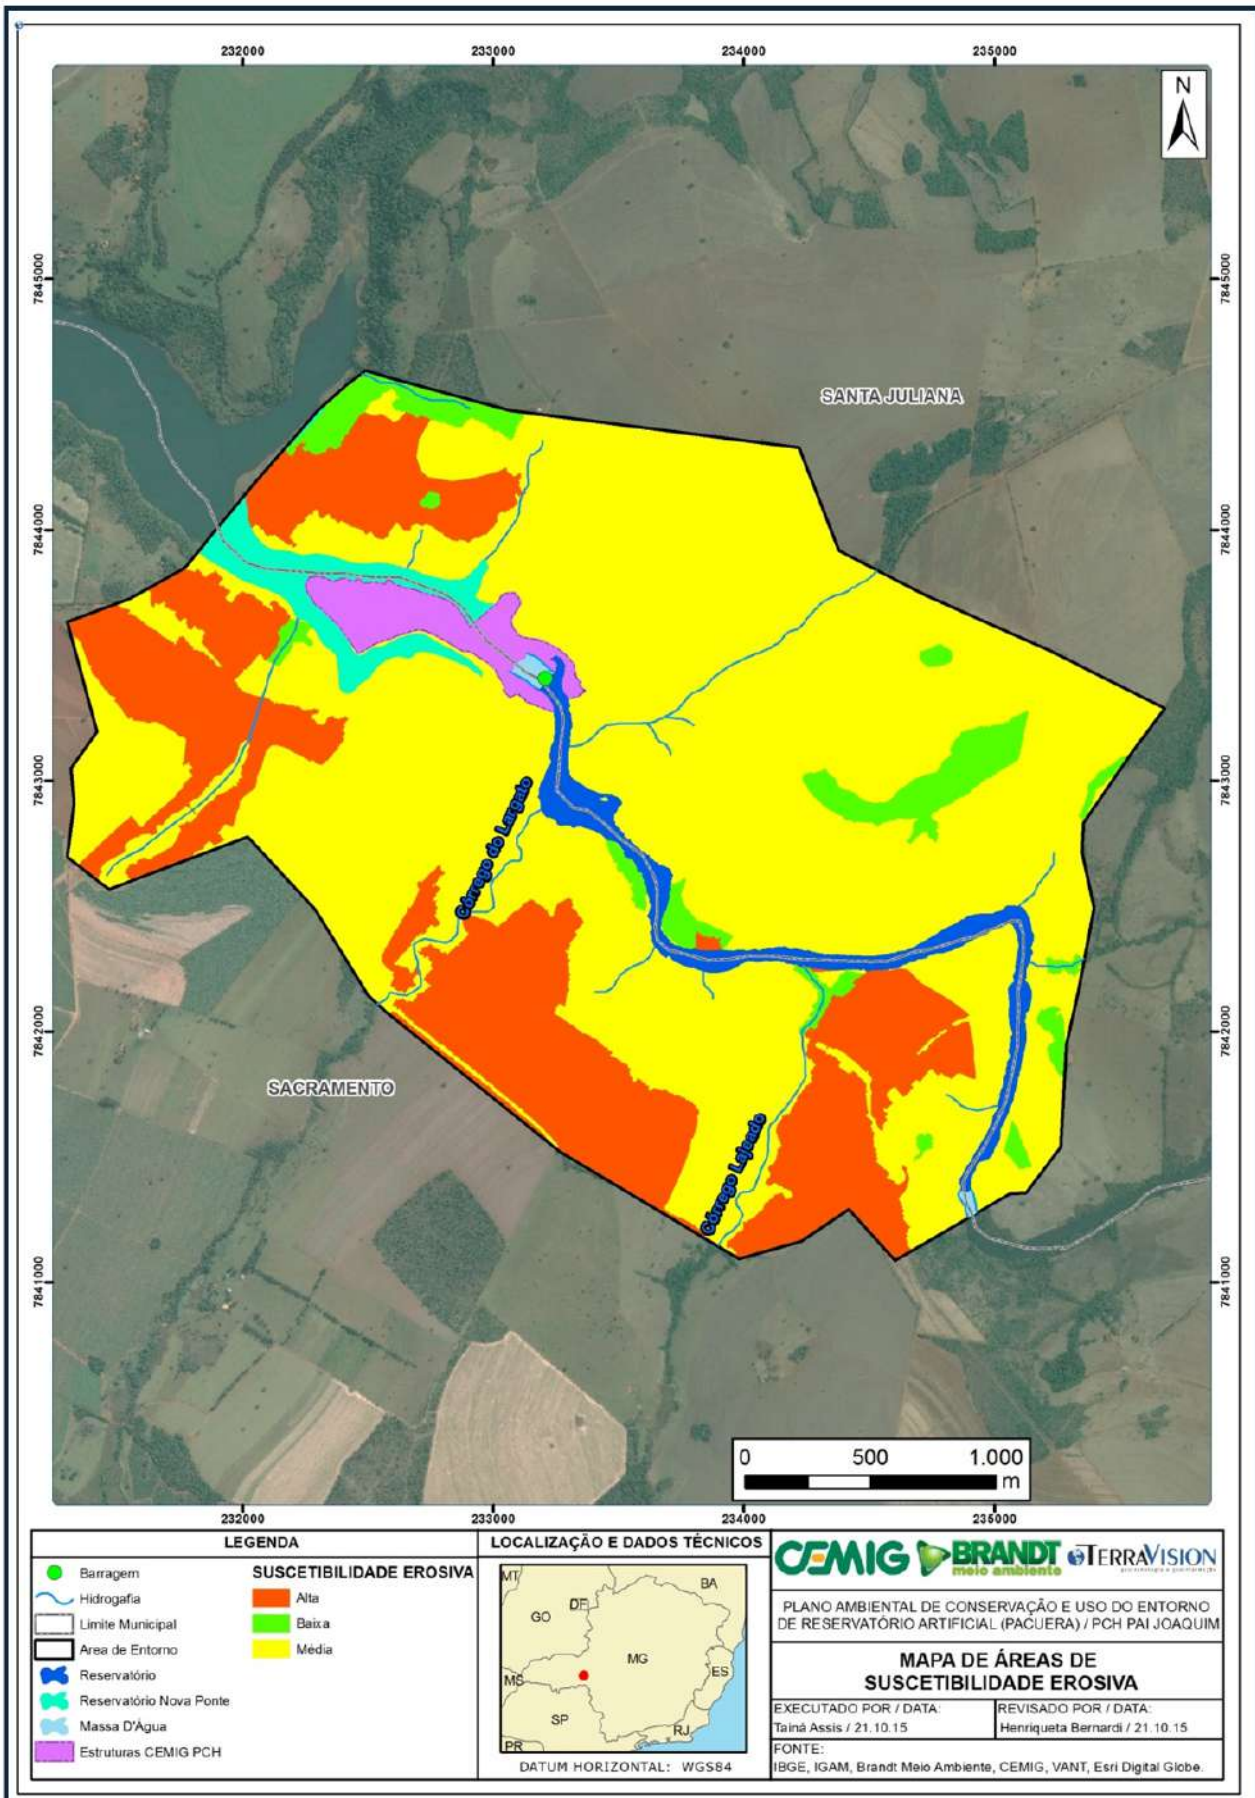 232000 233000 234000 235000
N
7845000 7845000
SANTA JULIANA
7844000 7844000
7843000 7843000
Córrego do Largato
7842000 7842000
SACRAMENTO
Córrego Lajeado
7841000 7841000
0 500 1.000
m
232000 233000 234000 235000
LEGENDA
Barragem
Hidrogafia
Limite Municipal
Area de Entorno
Reservatório
Reservatório Nova Ponte
Massa D'Água
Estruturas CEMIG PCH
SUSCETIBILIDADE EROSIVA
Alta
Baixa
Média
LOCALIZAÇÃO E DADOS TÉCNICOS
MT
BA
DF
GO
MG
ES
MS
SP
RJ
PR
DATUM HORIZONTAL: WGS84
CEMIG BRANDT TERRAVISION
meio ambiente
PLANO AMBIENTAL DE CONSERVAÇÃO E USO DO ENTORNO
DE RESERVATÓRIO ARTIFICIAL (PACUERA) / PCH PAI JOAQUIM
MAPA DE ÁREAS DE
SUSCETIBILIDADE EROSIVA
EXECUTADO POR / DATA:
Tainá Assis / 21.10.15
REVISADO POR / DATA:
Henriqueta Bernardi / 21.10.15
FONTE:
IBGE, IGAM, Brandt Meio Ambiente, CEMIG, VANT, Esri Digital Globe.